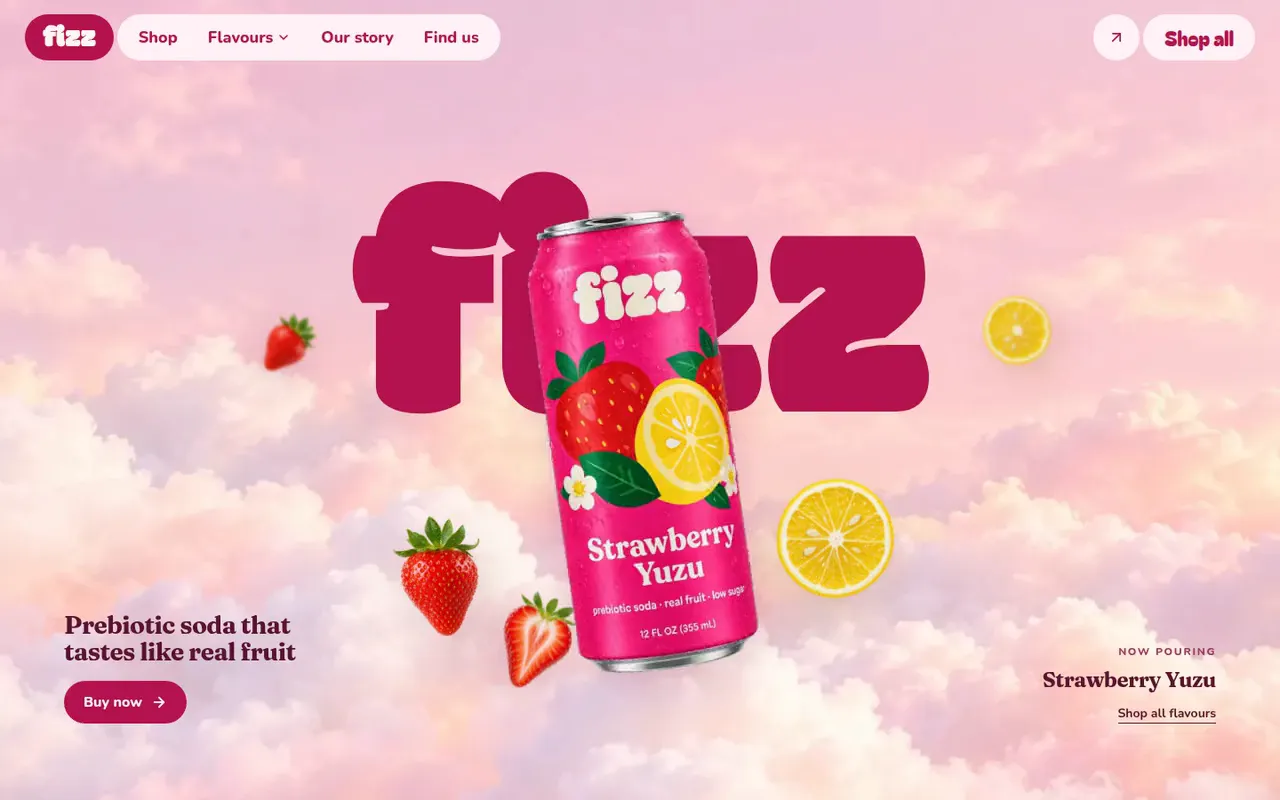 fizz
Shop
Flavours
Our story
Find us
Shop all
fizz
fizz
Strawberry
Yuzu
prebiotic soda · real fruit · low sugar
12 FL OZ (355 mL)
Prebiotic soda that
tastes like real fruit
Buy now
NOW POURING
Strawberry Yuzu
Shop all flavours